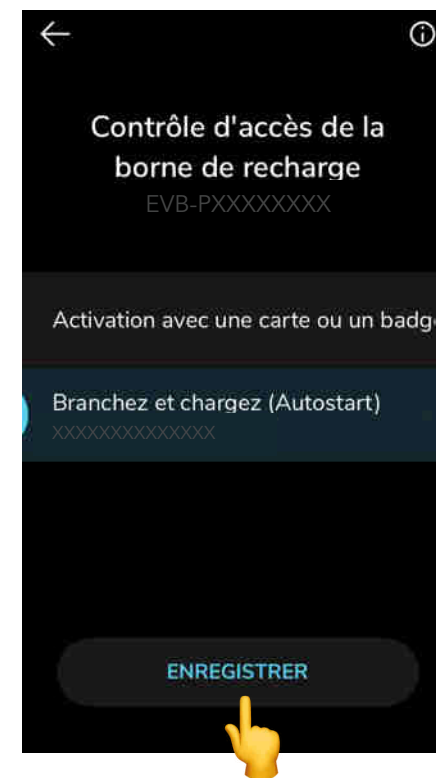 Contrôle d'accès de la
borne de recharge
EVB-PXXXXXXXX
Activation avec une carte ou un badg
Branchez et chargez (Autostart)
XXXXXXXXXXXXXX
ENREGISTRER